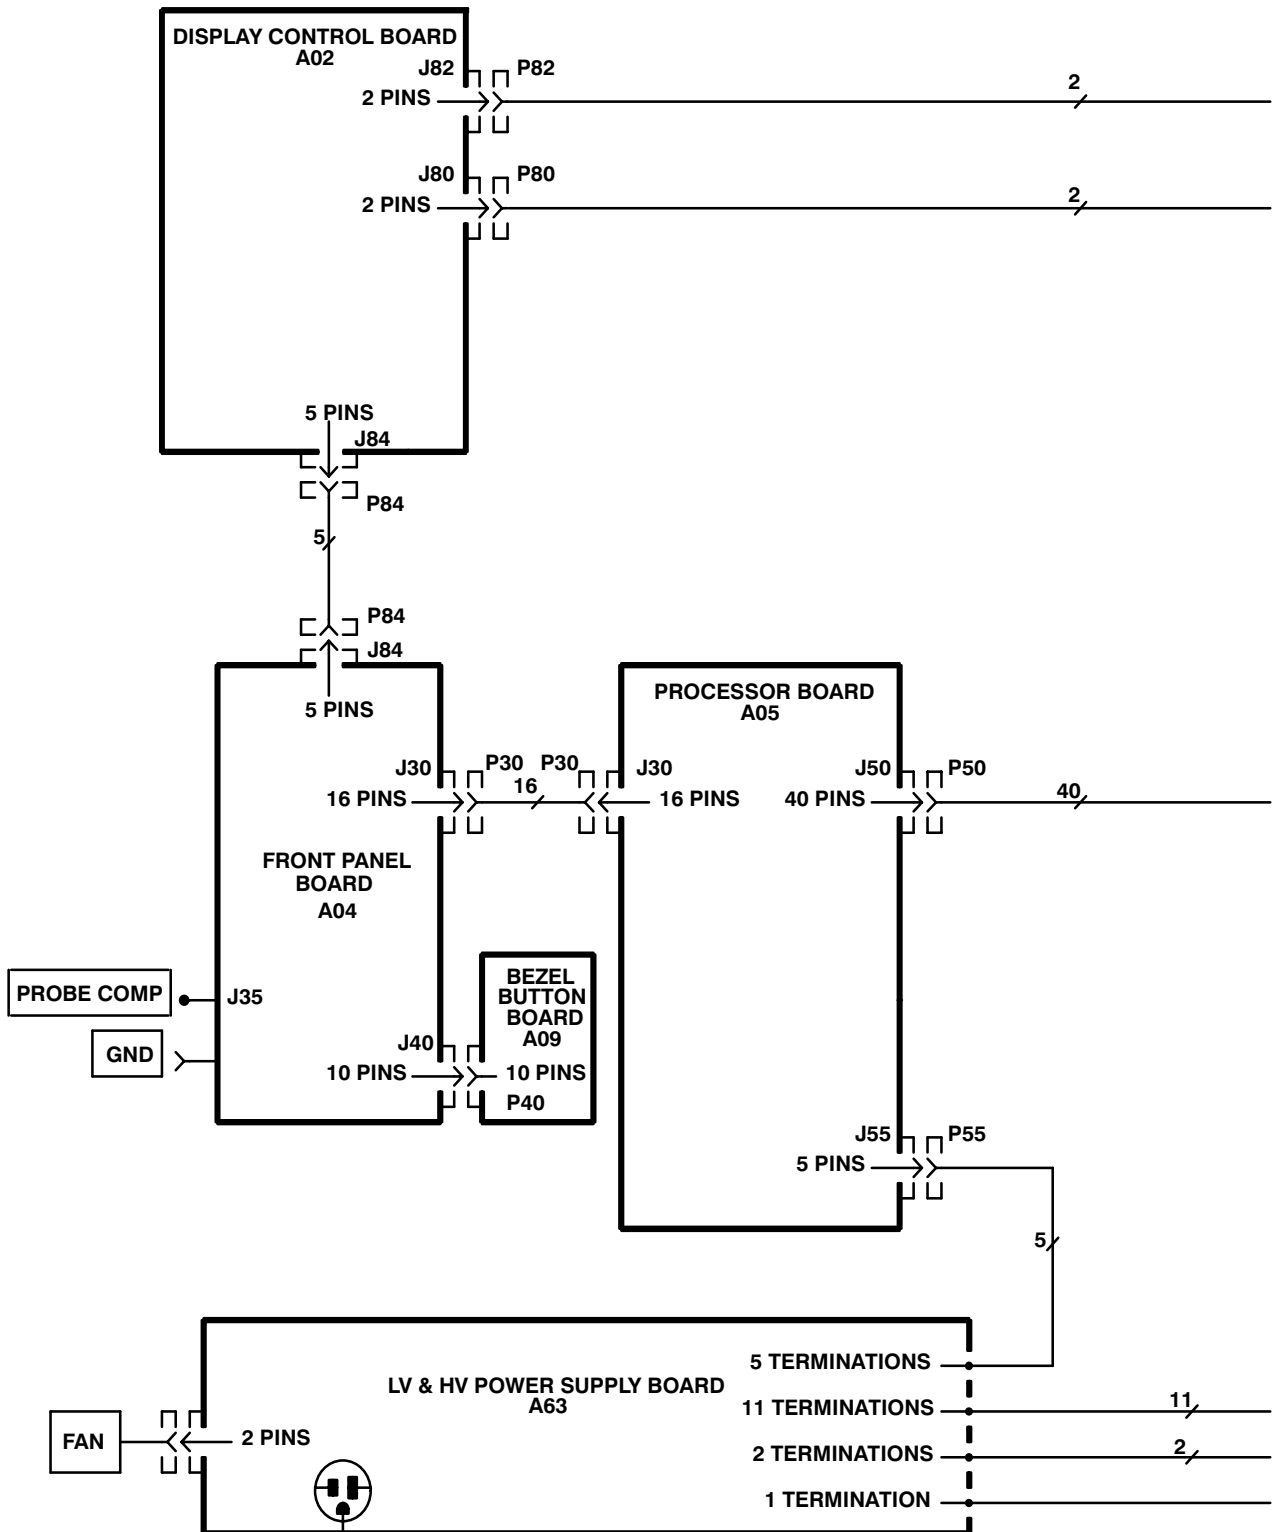 DISPLAY CONTROL BOARD
A02
J82
P82
2 PINS
2
J80
P80
2 PINS
2
5 PINS
J84
P84
5
P84
J84
5 PINS
PROCESSOR BOARD
A05
J30
P30
P30
J30
J50
P50
16 PINS
16
16 PINS
40 PINS
40
FRONT PANEL
BOARD
A04
PROBE COMP
J35
GND
BEZEL
BUTTON
BOARD
A09
J40
10 PINS
10 PINS
P40
J55
P55
5 PINS
5
5 TERMINATIONS
LV & HV POWER SUPPLY BOARD
A63
11 TERMINATIONS
11
FAN
2 PINS
2 TERMINATIONS
2
1 TERMINATION